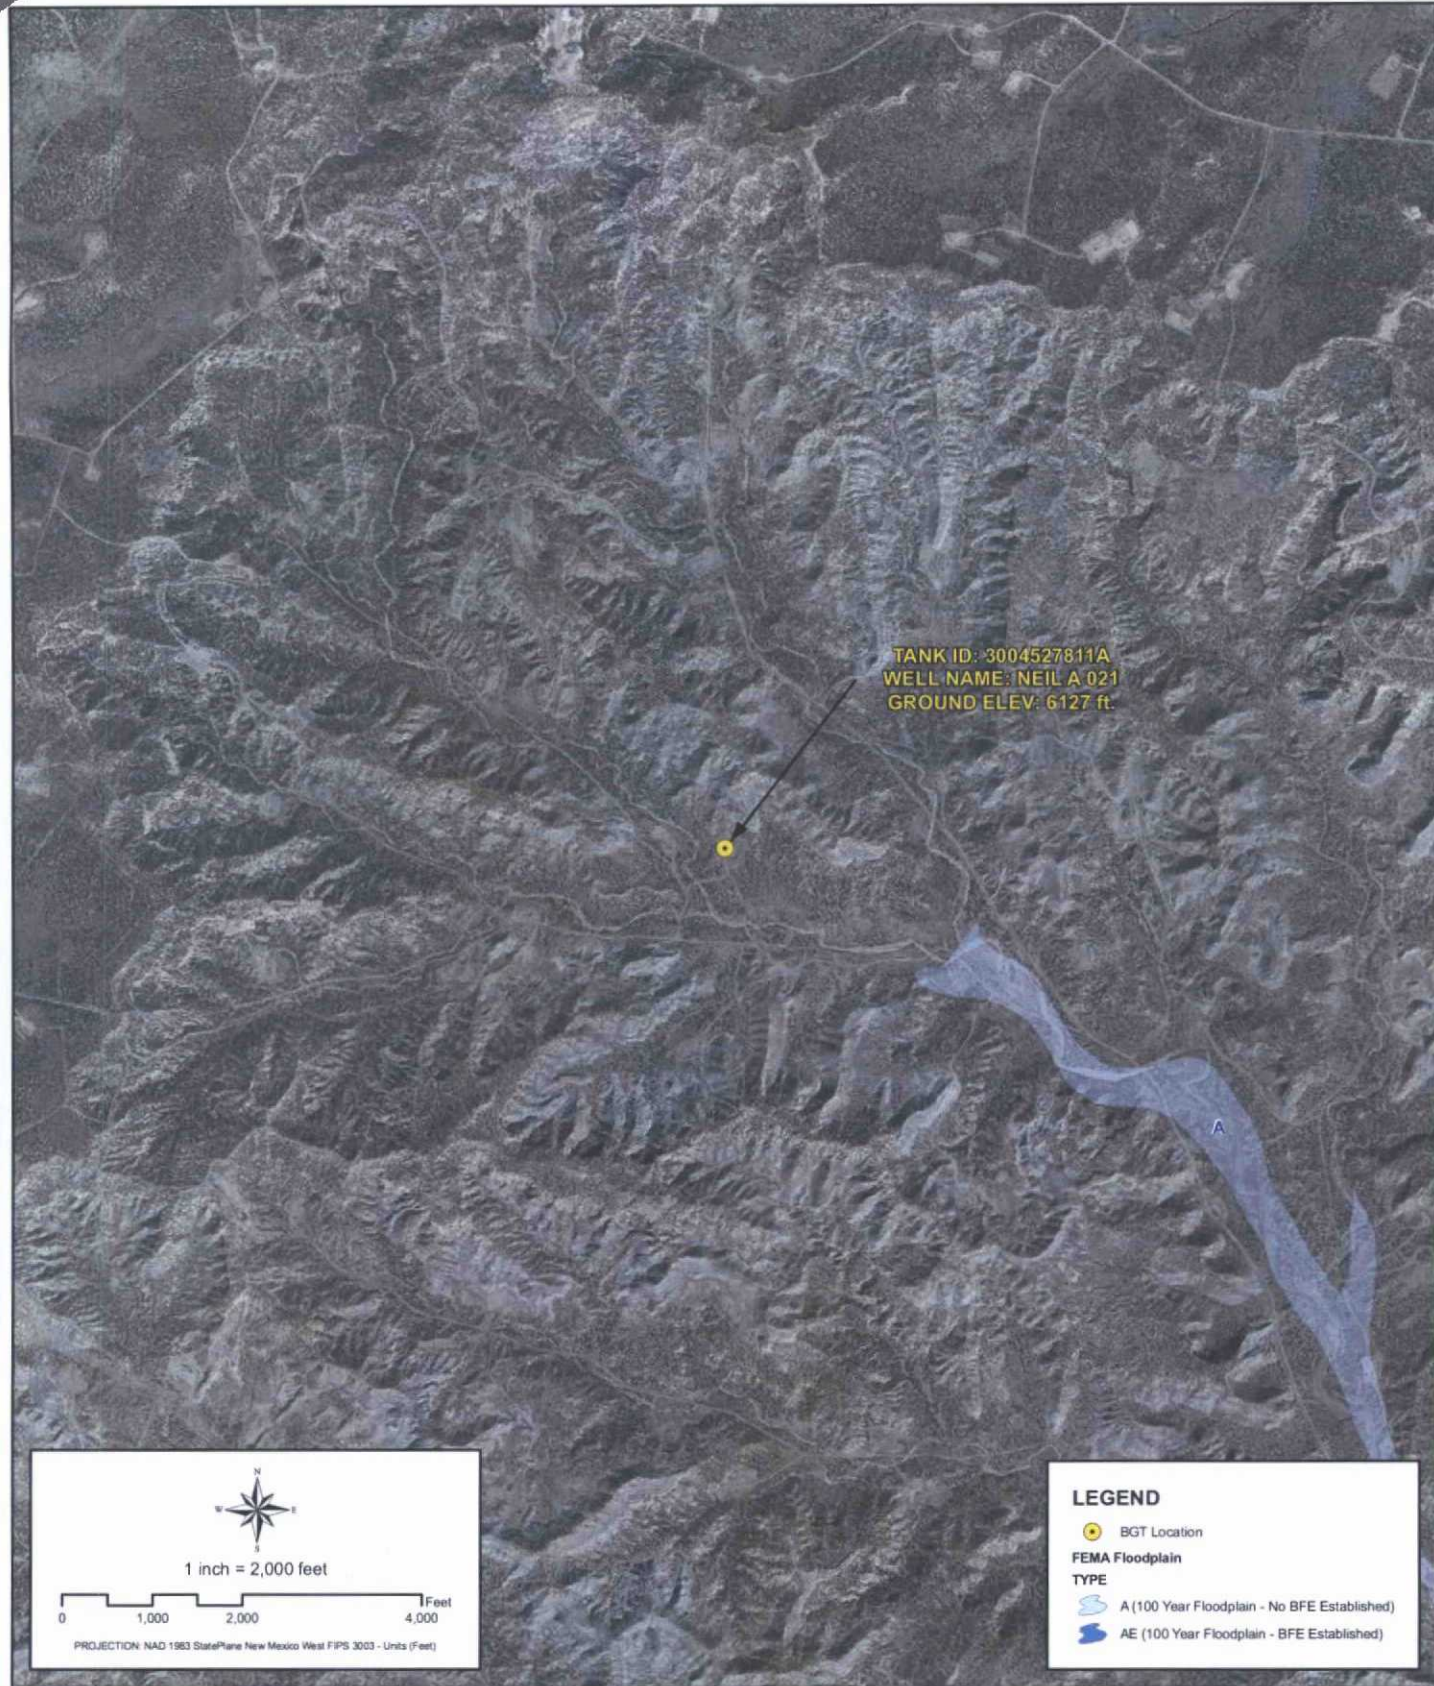 TANK ID: 3004527811A
WELL NAME: NEIL A 021
GROUND ELEV: 6127 ft.
A
N
W
E
S
1 inch = 2,000 feet
Feet
0 1,000 2,000 4,000
PROJECTION: NAD 1983 StatePlane New Mexico West FIPS 3003 - Units (Feet)
LEGEND
BGT Location
FEMA Floodplain
TYPE
A (100 Year Floodplain - No BFE Established)
AE (100 Year Floodplain - BFE Established)